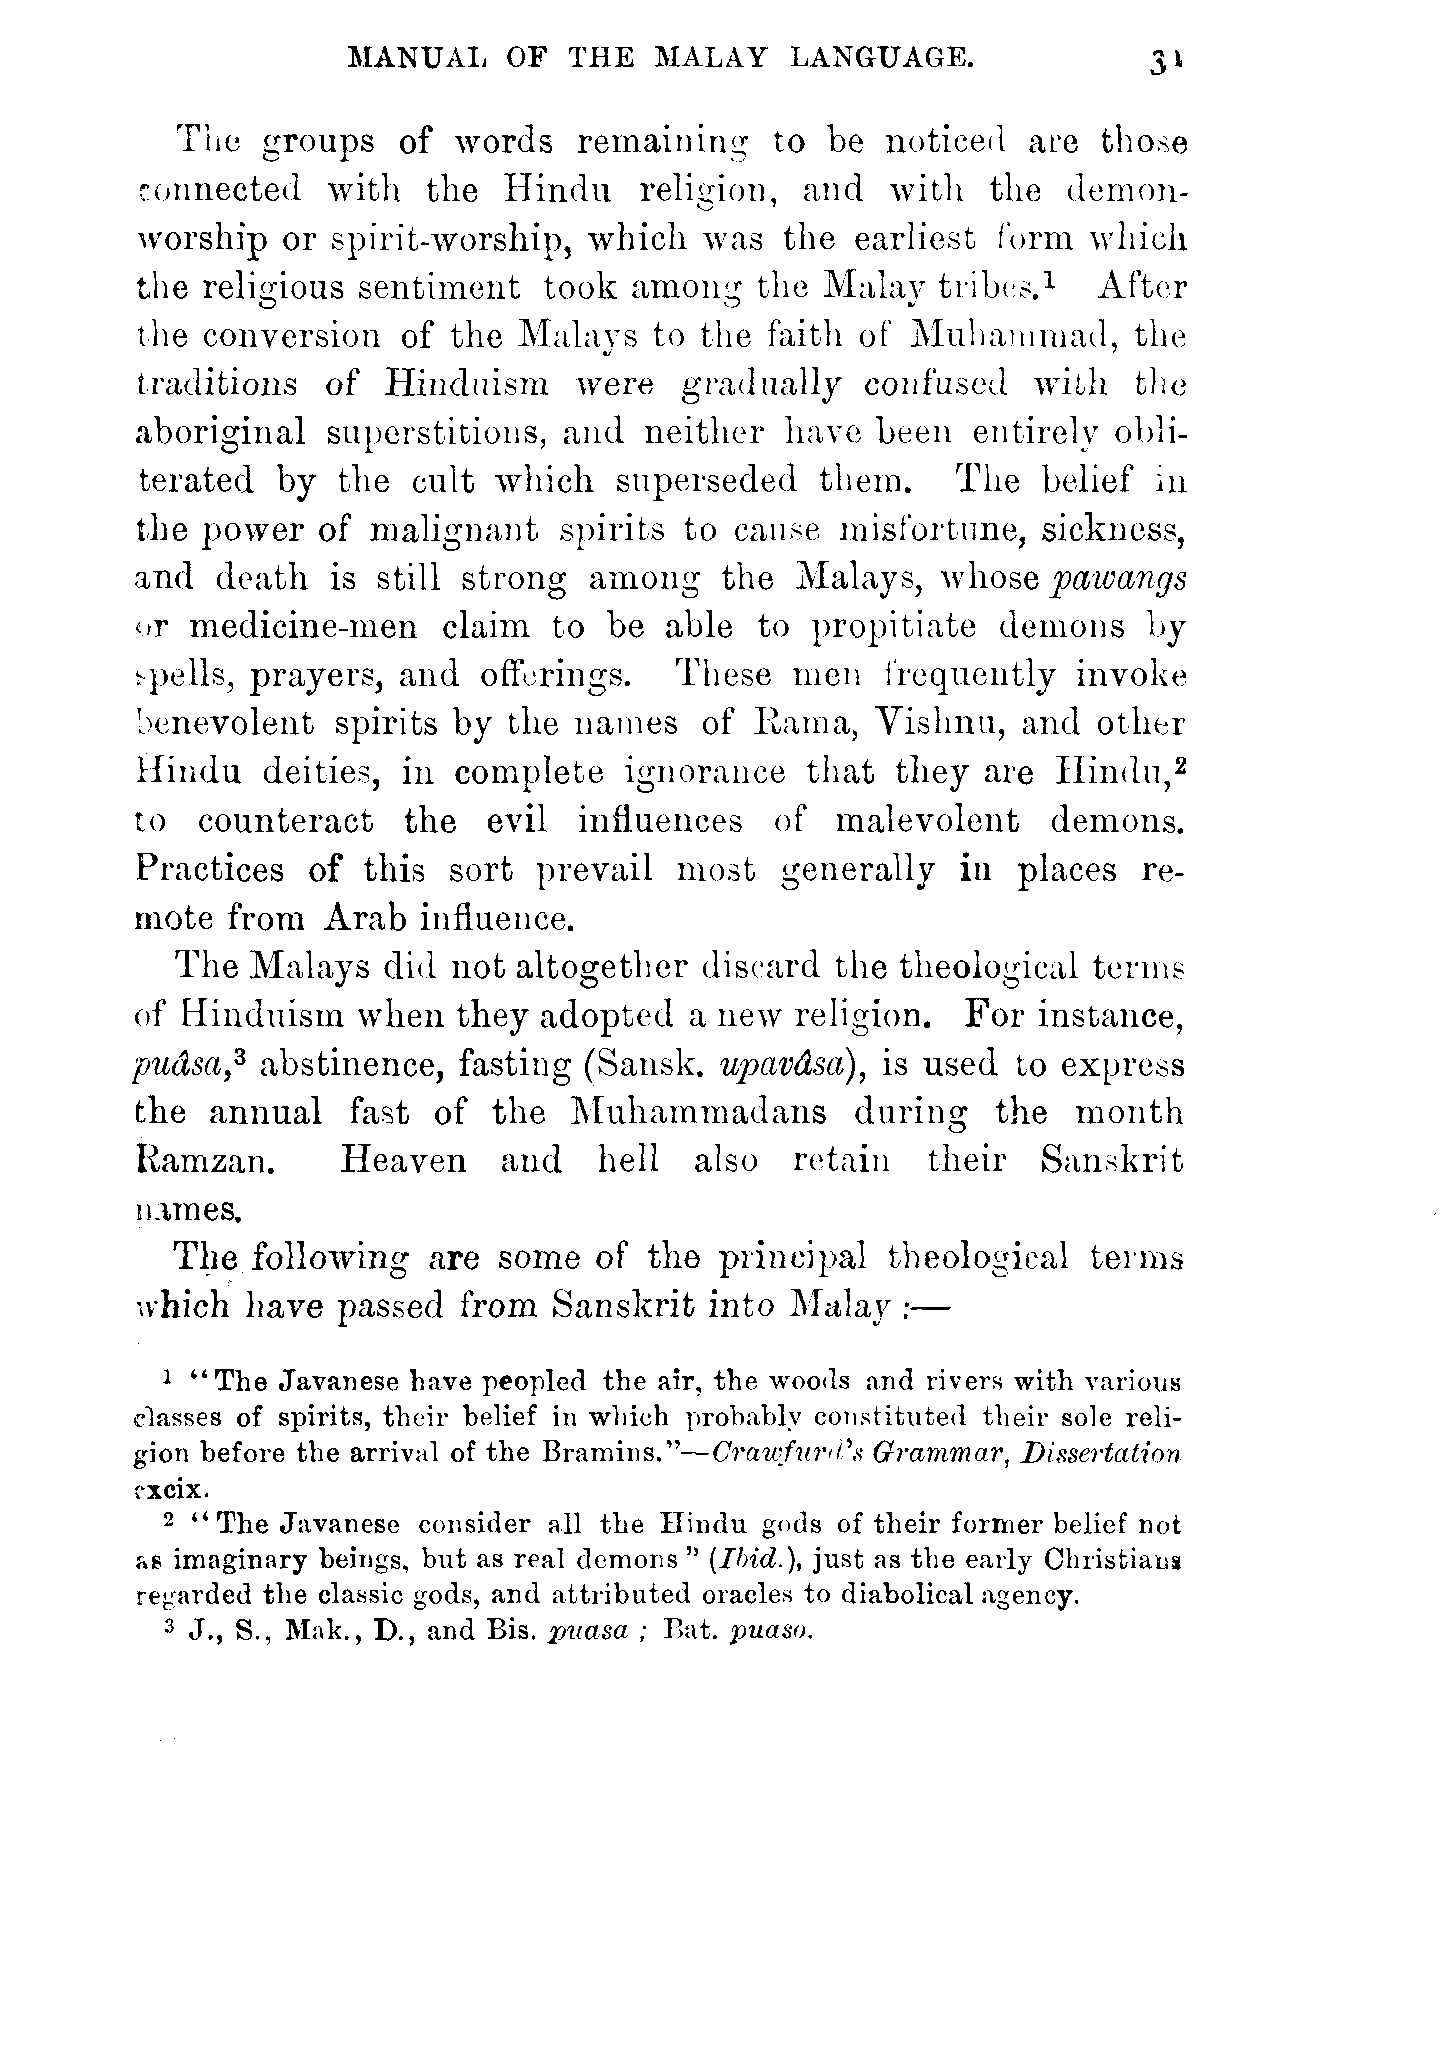 MANUAL OF THE MALAY LANGUAGE. 31
The groups of words remaining to be noticed are those
connected with the Hindu religion, and with the demon-
worship or spirit-worship, which was the earliest form which
the religious sentiment took among the Malay tribes.¹ After
the conversion of the Malays to the faith of Muhammad, the
traditions of Hinduism were gradually confused with the
aboriginal superstitions, and neither have been entirely obli-
terated by the cult which superseded them. The belief in
the power of malignant spirits to cause misfortune, sickness,
and death is still strong among the Malays, whose pawangs
or medicine-men claim to be able to propitiate demons by
spells, prayers, and offerings. These men frequently invoke
benevolent spirits by the names of Rama, Vishnu, and other
Hindu deities, in complete ignorance that they are Hindu,²
to counteract the evil influences of malevolent demons.
Practices of this sort prevail most generally in places re-
mote from Arab influence.
The Malays did not altogether discard the theological terms
of Hinduism when they adopted a new religion. For instance,
puâsa,³ abstinence, fasting (Sansk. upavâsa), is used to express
the annual fast of the Muhammadans during the month
Ramzan. Heaven and hell also retain their Sanskrit
names.
The following are some of the principal theological terms
which have passed from Sanskrit into Malay :—
¹ “The Javanese have peopled the air, the woods and rivers with various
classes of spirits, their belief in which probably constituted their sole reli-
gion before the arrival of the Bramins.”—Crawfurd's Grammar, Dissertation
cxcix.
² “The Javanese consider all the Hindu gods of their former belief not
as imaginary beings, but as real demons” (Ibid.), just as the early Christians
regarded the classic gods, and attributed oracles to diabolical agency.
³ J., S., Mak., D., and Bis. puasa ; Bat. puaso.